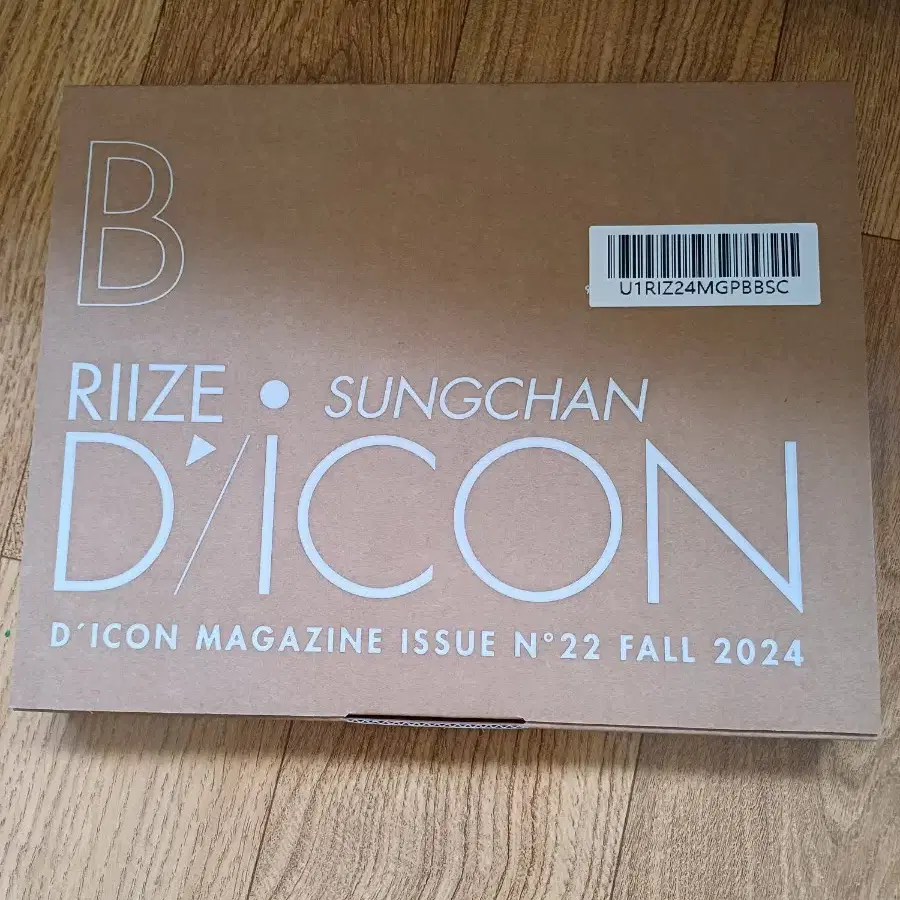 B
U1RIZ24MGPBBSC
RIIZE • SUNGCHAN
D'/ICON
D´ICON MAGAZINE ISSUE N°22 FALL 2024